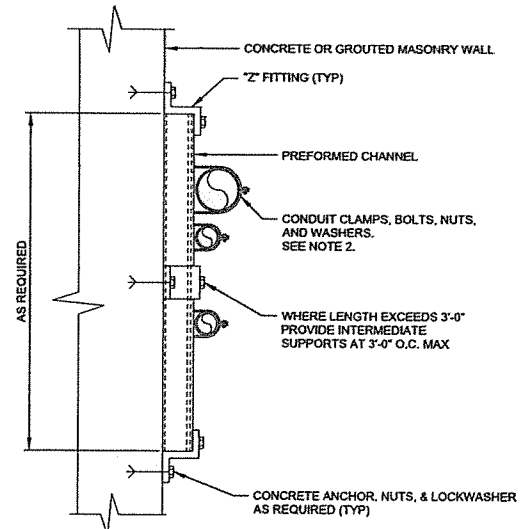 CONCRETE OR GROUTED MASONRY WALL
"Z" FITTING (TYP)
PREFORMED CHANNEL
CONDUIT CLAMPS, BOLTS, NUTS,
AND WASHERS.
SEE NOTE 2.
AS REQUIRED
WHERE LENGTH EXCEEDS 3'-0"
PROVIDE INTERMEDIATE
SUPPORTS AT 3'-0" O.C. MAX
CONCRETE ANCHOR, NUTS, & LOCKWASHER
AS REQUIRED (TYP)